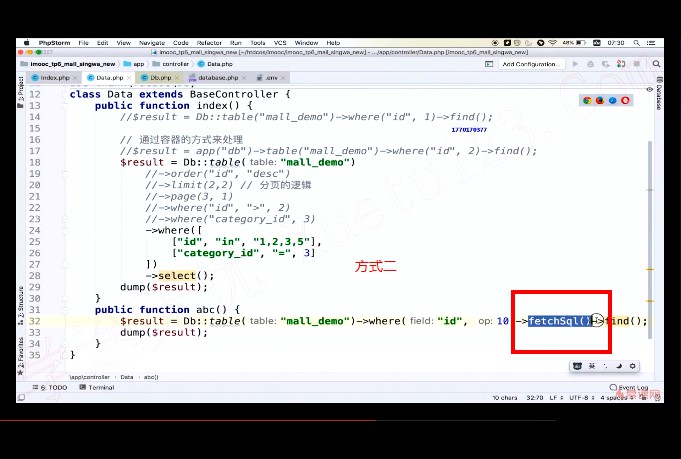 PhpStorm File Edit View Navigate Code Refactor Run Tools VCS Window Help 48% 07:30
imooc_tp6_mall_singwa_new [~/htdocs/imooc/imooc_tp6_mall_singwa_new] - .../app/controller/Data.php [imooc_tp6_mall_singwa_new]
imooc_tp6_mall_singwa_new app controller Data.php Add Configuration...
Index.php Data.php Db.php database.php .env
1: Project
Database
12 class Data extends BaseController {
13 public function index() {
14 //$result = Db::table("mall_demo")->where("id", 1)->find();
1770170377
15
16 // 通过容器的方式来处理
17 //$result = app("db")->table("mall_demo")->where("id", 2)->find();
18 $result = Db::table( table: "mall_demo")
19 //->order("id", "desc")
20 //->limit(2,2) // 分页的逻辑
21 //->page(3, 1)
22 //->where("id", ">", 2)
23 //->where("category_id", 3)
24 ->where([
25 ["id", "in", "1,2,3,5"],
26 ["category_id", "=", 3]
27 ])
方式二
28 ->select();
29 dump($result);
30 }
31 public function abc() {
32 $result = Db::table( table: "mall_demo")->where( field: "id", op: 10 ->fetchSql()->find();
33 dump($result);
34 }
35 }
Z: Structure
2: Favorites
\app\controller Data abc()
英
6: TODO Terminal Event Log
10 chars 32:70 LF UTF-8 4 spaces
慕课网